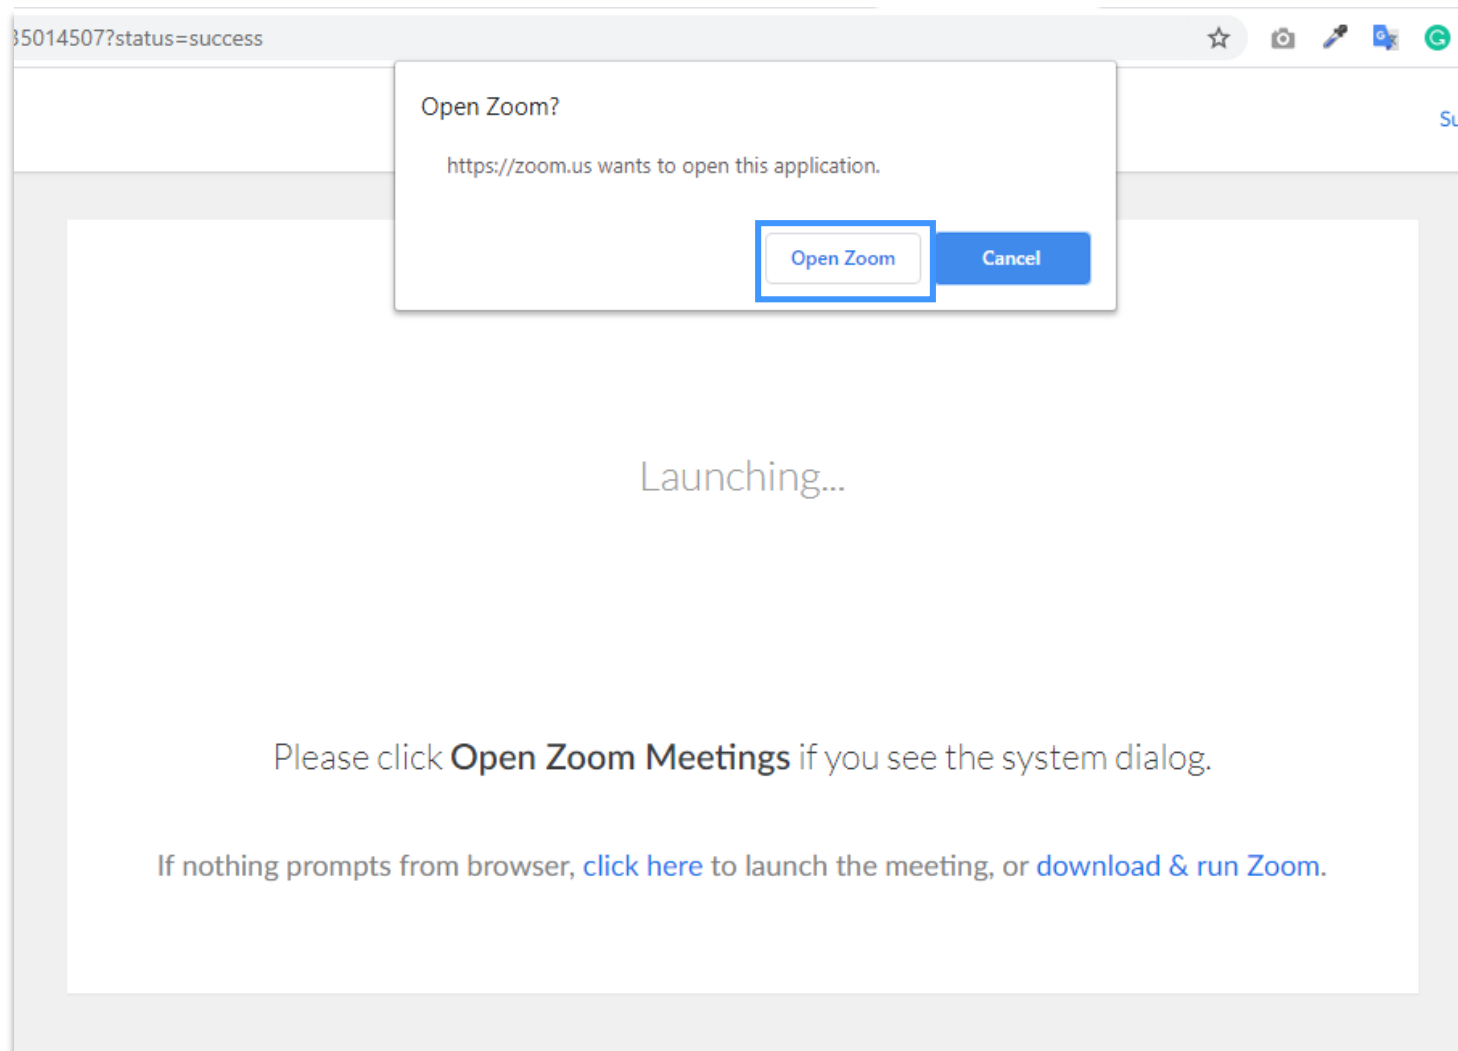 35014507?status=success
Open Zoom?
https://zoom.us wants to open this application.
Open Zoom
Cancel
Launching...
Please click Open Zoom Meetings if you see the system dialog.
If nothing prompts from browser, click here to launch the meeting, or download & run Zoom.